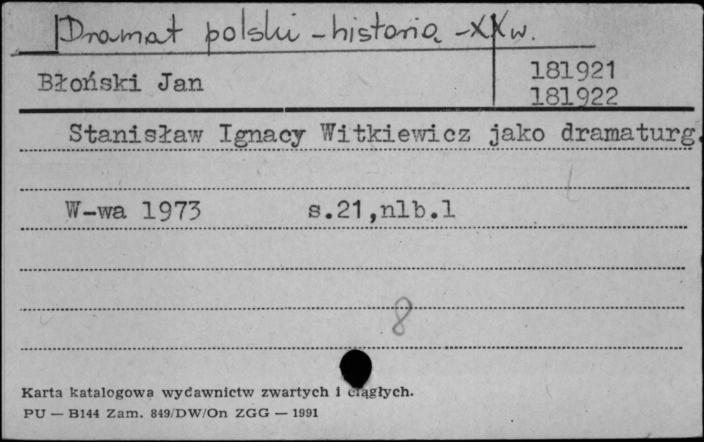 Dramat polski - historia - XX w.
Błoński Jan
181921
181922
Stanisław Ignacy Witkiewicz jako dramaturg.
W-wa 1973 s.21,nlb.1
8
Karta katalogowa wydawnictw zwartych i ciągłych.
PU — B144 Zam. 849/DW/On ZGG — 1991